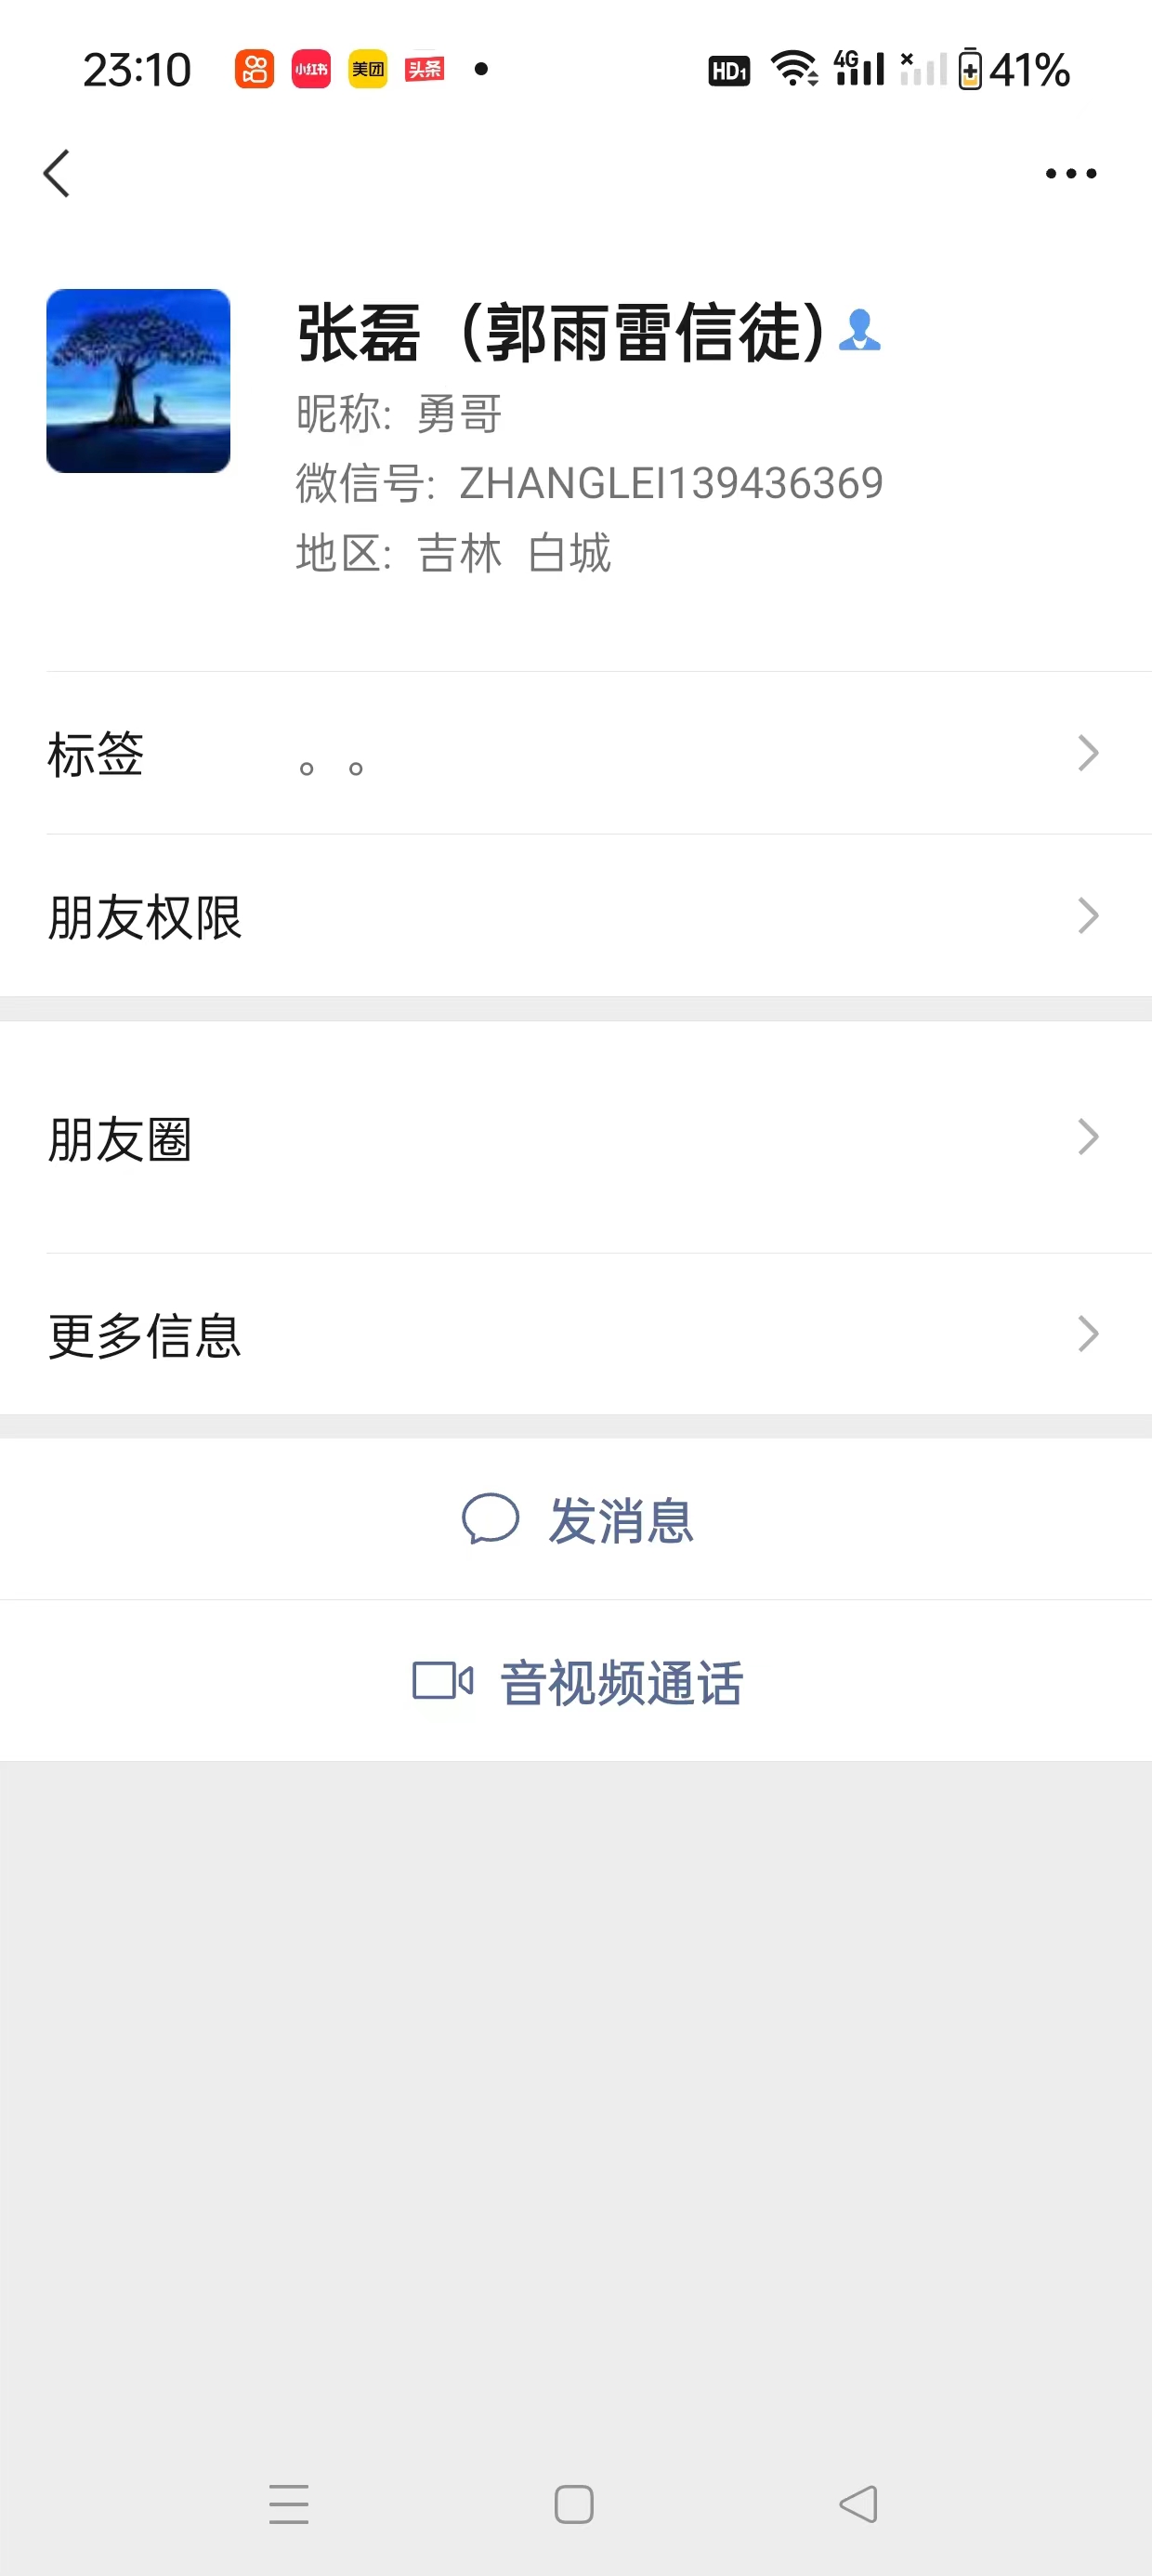 23:10 小红书 美团 头条 HD1 4G 41%
张磊（郭雨雷信徒）
昵称: 勇哥
微信号: ZHANGLEI139436369
地区: 吉林 白城
标签 。。
朋友权限
朋友圈
更多信息
发消息
音视频通话